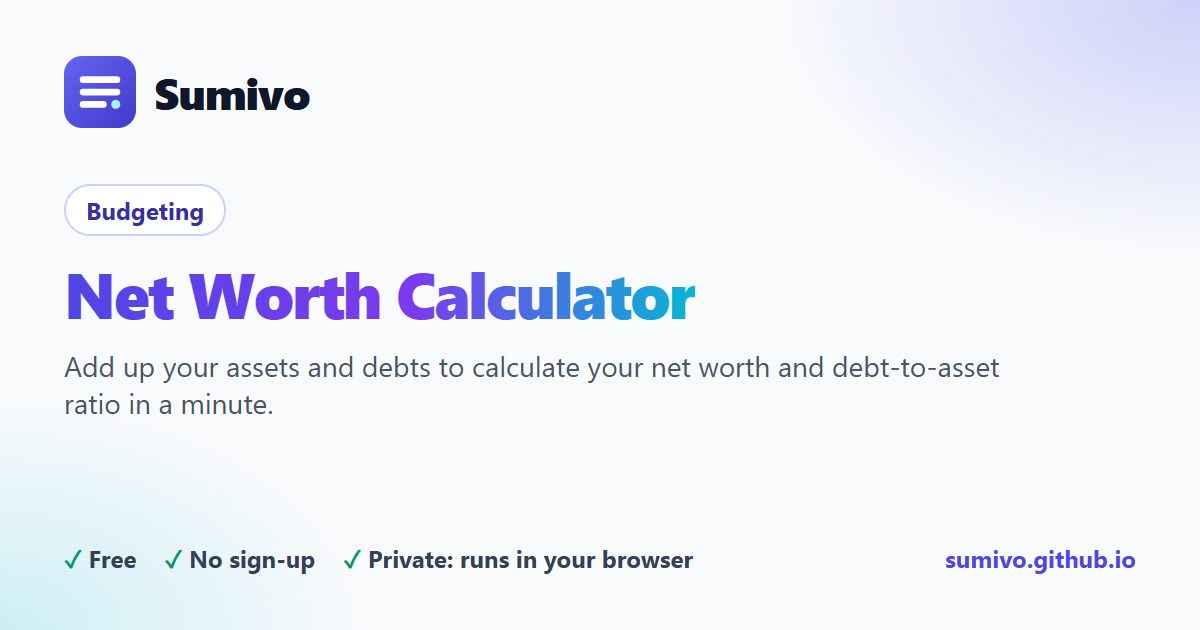 Sumivo
Budgeting
Net Worth Calculator
Add up your assets and debts to calculate your net worth and debt-to-asset
ratio in a minute.
✓ Free ✓ No sign-up ✓ Private: runs in your browser
sumivo.github.io